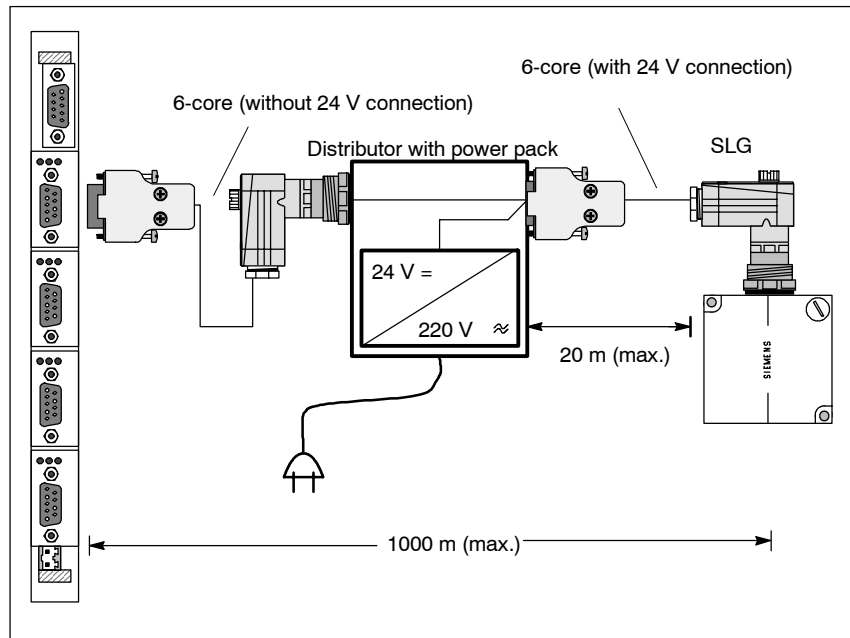 6-core (with 24 V connection)
6-core (without 24 V connection)
Distributor with power pack
SLG
24 V =
220 V ≈
20 m (max.)
SIEMENS
1000 m (max.)